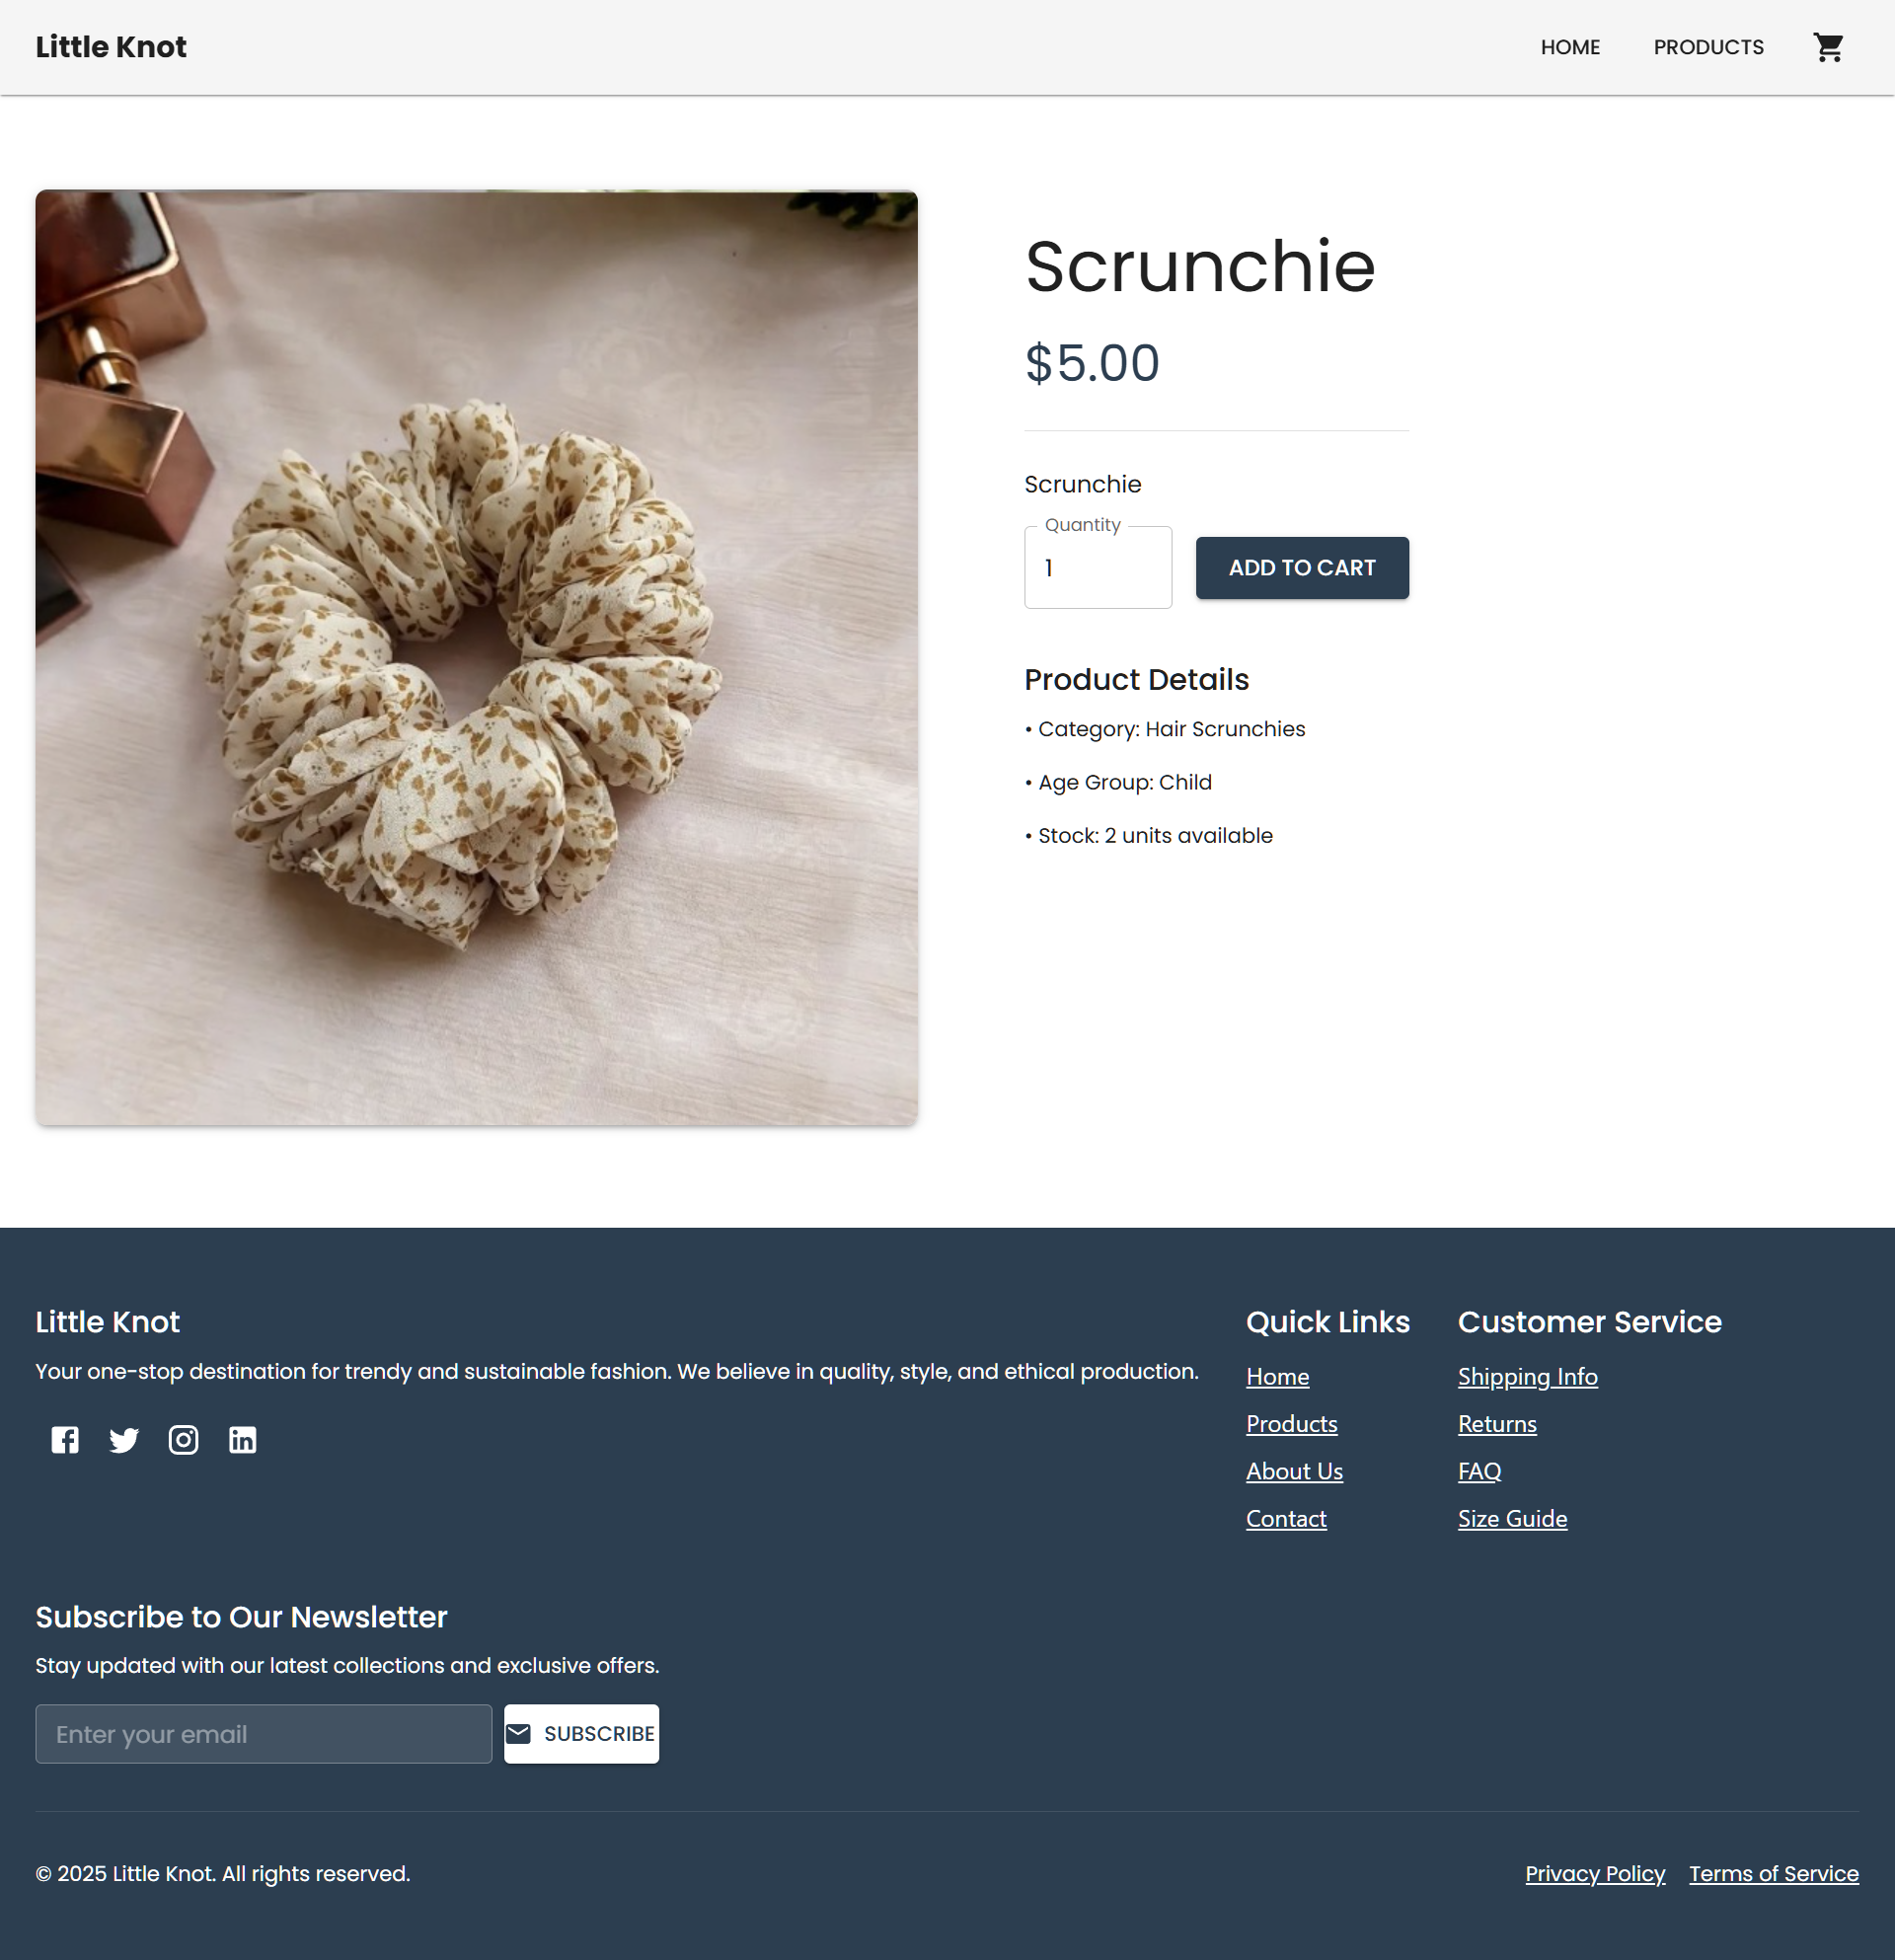 Little Knot
HOME PRODUCTS
Scrunchie
$5.00
Scrunchie
Quantity
1
ADD TO CART
Product Details
• Category: Hair Scrunchies
• Age Group: Child
• Stock: 2 units available
Little Knot
Your one-stop destination for trendy and sustainable fashion. We believe in quality, style, and ethical production.
Quick Links
Home
Products
About Us
Contact
Customer Service
Shipping Info
Returns
FAQ
Size Guide
Subscribe to Our Newsletter
Stay updated with our latest collections and exclusive offers.
Enter your email
SUBSCRIBE
© 2025 Little Knot. All rights reserved.
Privacy Policy Terms of Service